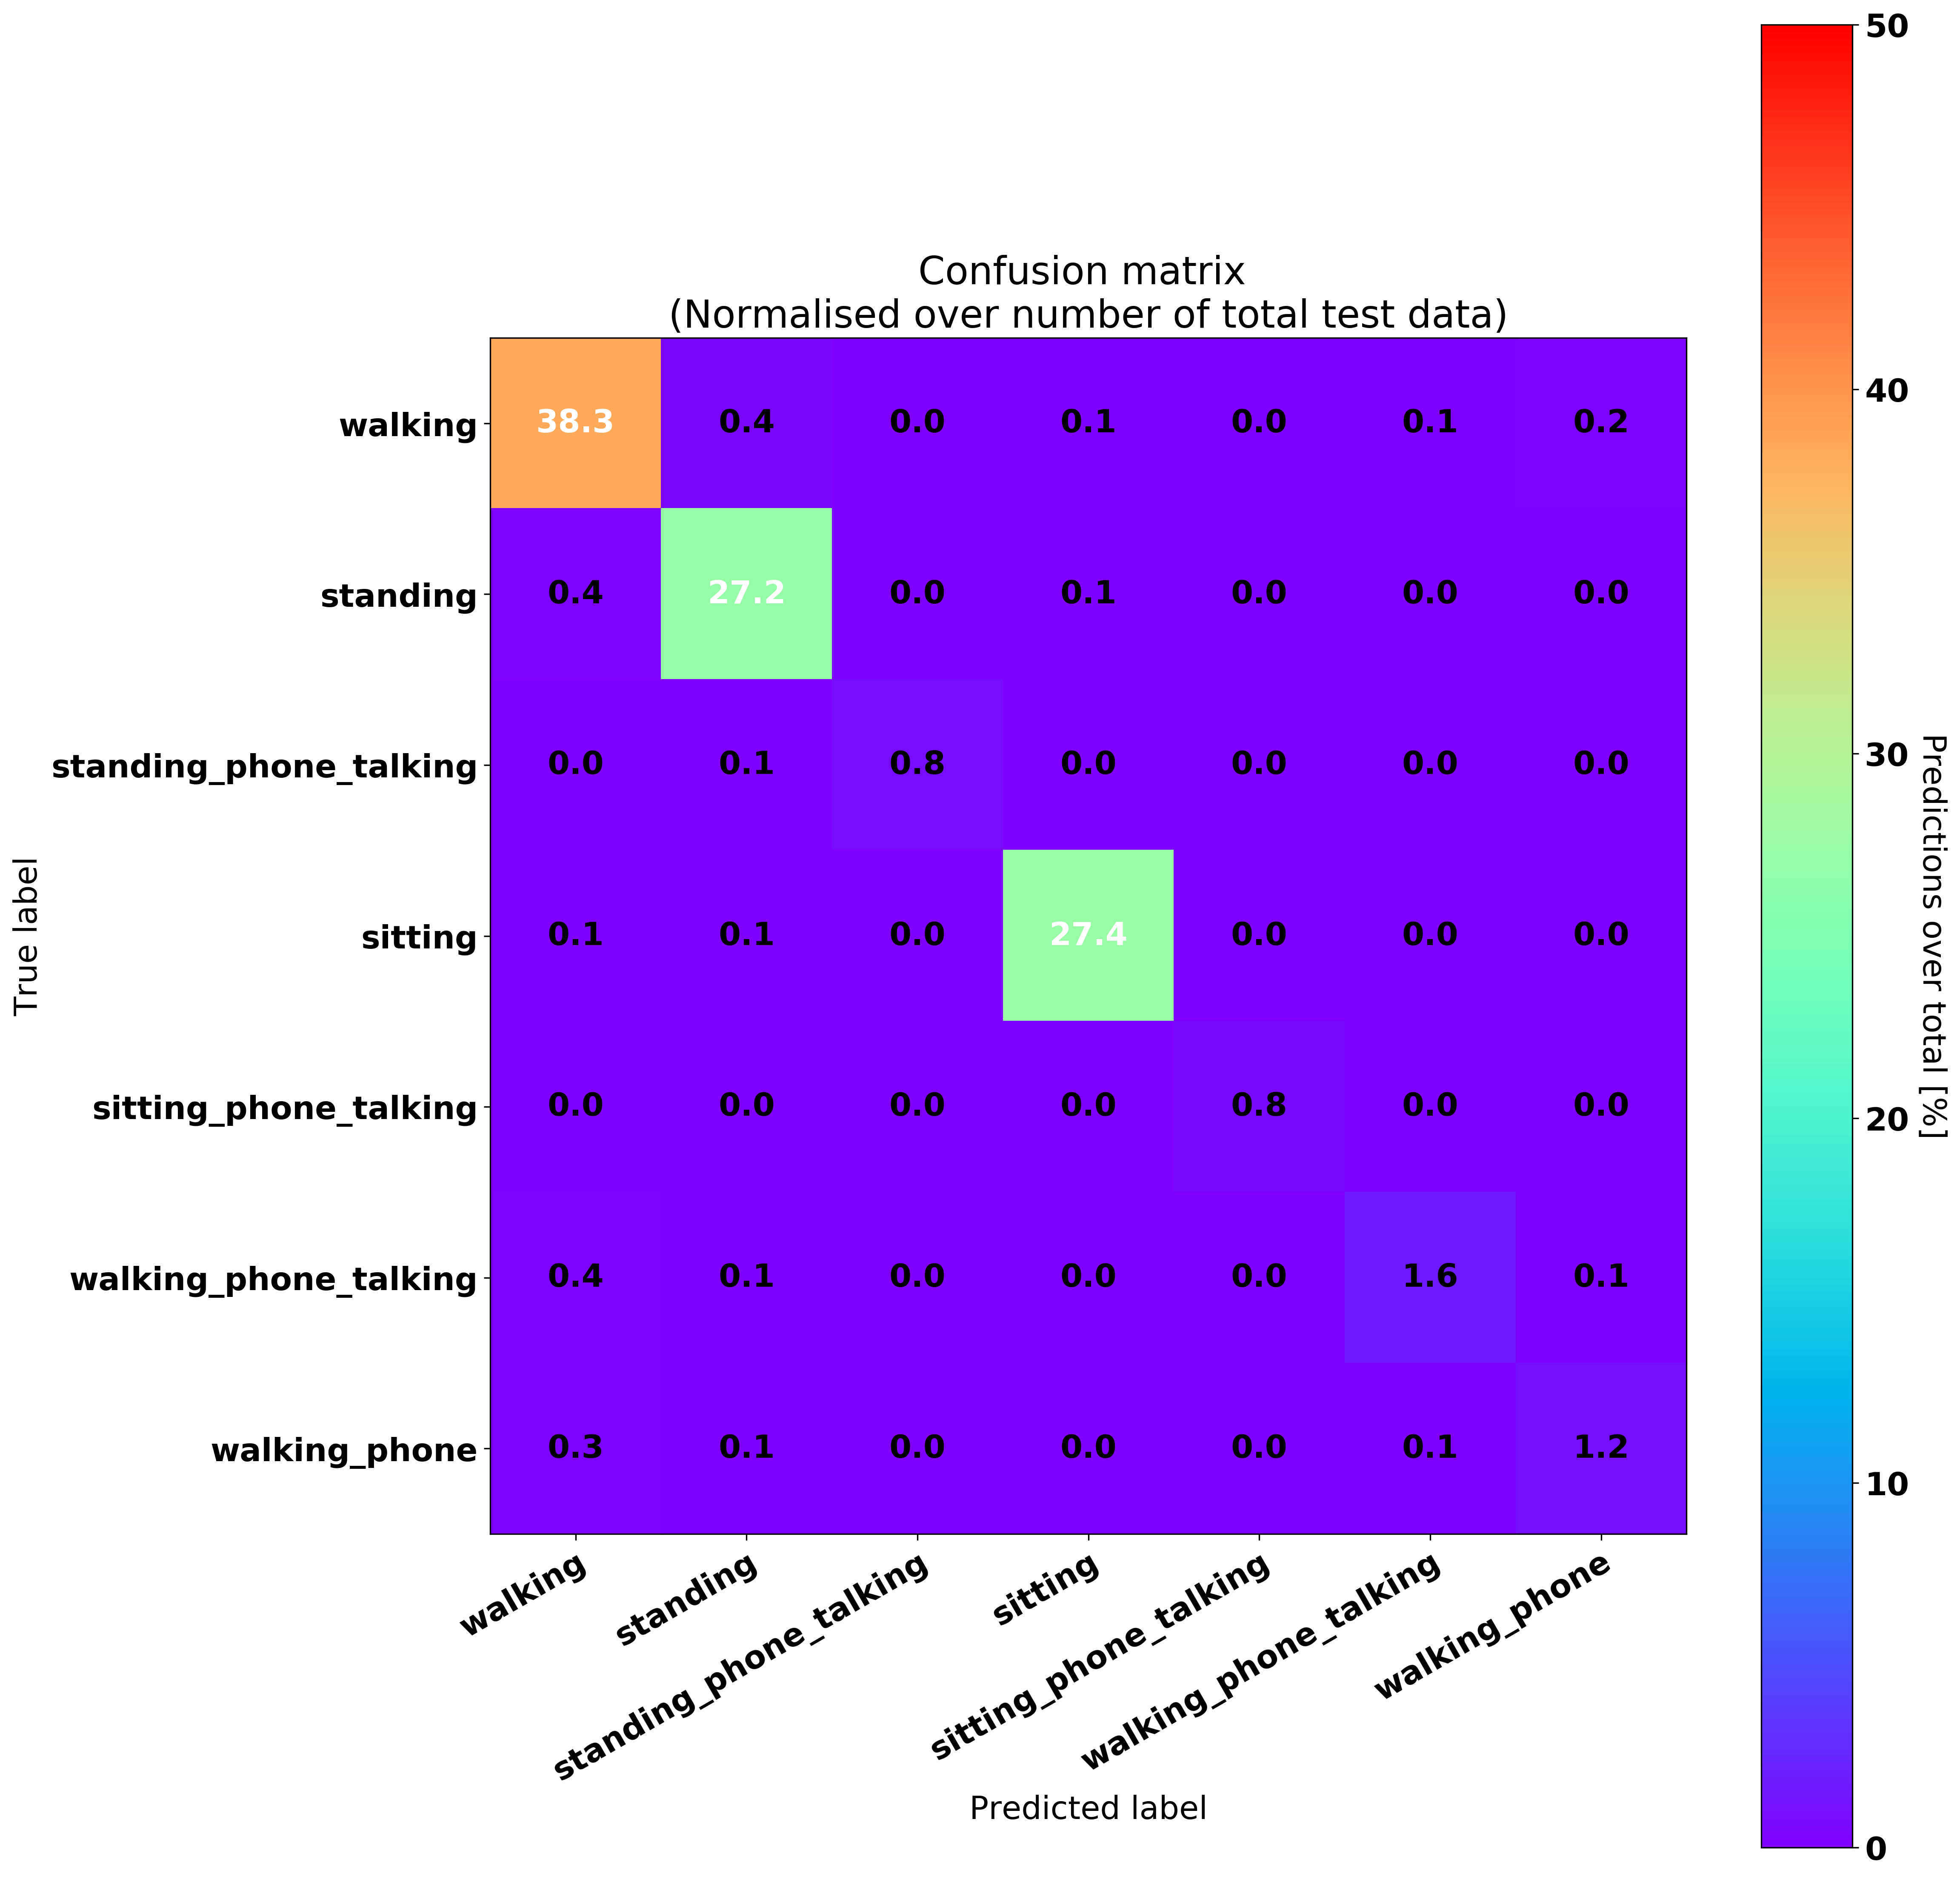 Confusion matrix
(Normalised over number of total test data)
walking 38.3 0.4 0.0 0.1 0.0 0.1 0.2
standing 0.4 27.2 0.0 0.1 0.0 0.0 0.0
standing_phone_talking 0.0 0.1 0.8 0.0 0.0 0.0 0.0
sitting 0.1 0.1 0.0 27.4 0.0 0.0 0.0
sitting_phone_talking 0.0 0.0 0.0 0.0 0.8 0.0 0.0
walking_phone_talking 0.4 0.1 0.0 0.0 0.0 1.6 0.1
walking_phone 0.3 0.1 0.0 0.0 0.0 0.1 1.2
True label
walking
standing
standing_phone_talking
sitting
sitting_phone_talking
walking_phone_talking
walking_phone
Predicted label
50
40
30
20
10
0
Predictions over total [%]